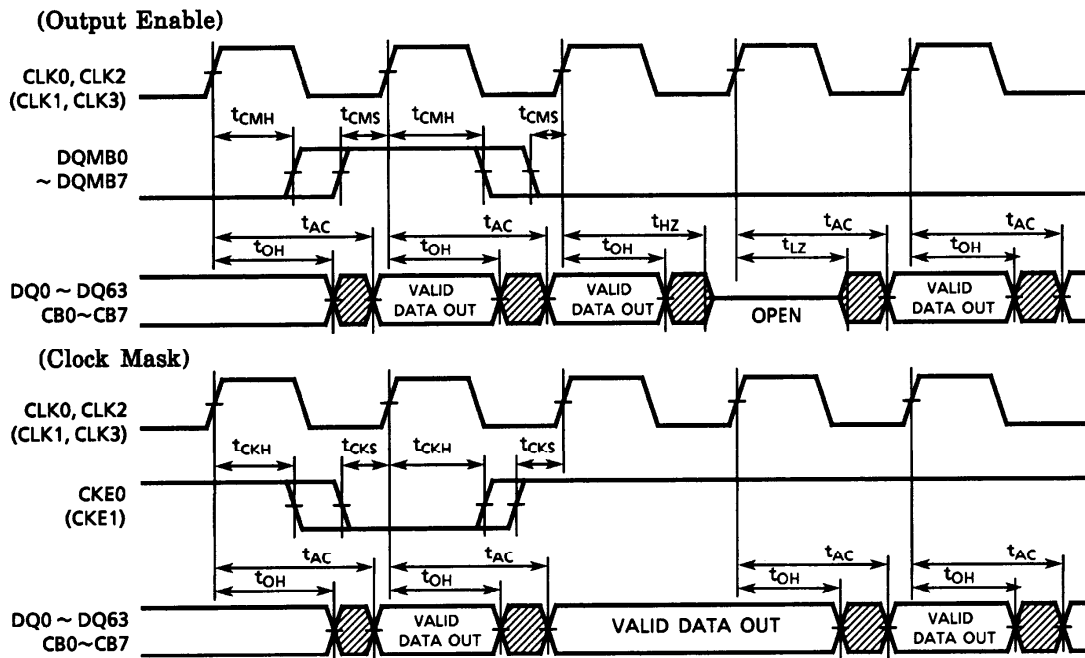 (Output Enable)
CLK0, CLK2
(CLK1, CLK3)
tCMH tCMS tCMH tCMS
DQMB0
~ DQMB7
tAC tAC tHZ tAC tAC
tOH tOH tOH tLZ tOH
DQ0 ~ DQ63
CB0~CB7
VALID
DATA OUT
VALID
DATA OUT
OPEN
VALID
DATA OUT
(Clock Mask)
CLK0, CLK2
(CLK1, CLK3)
tCKH tCKS tCKH tCKS
CKE0
(CKE1)
tAC tAC tAC tAC
tOH tOH tOH tOH
DQ0 ~ DQ63
CB0~CB7
VALID
DATA OUT
VALID DATA OUT
VALID
DATA OUT